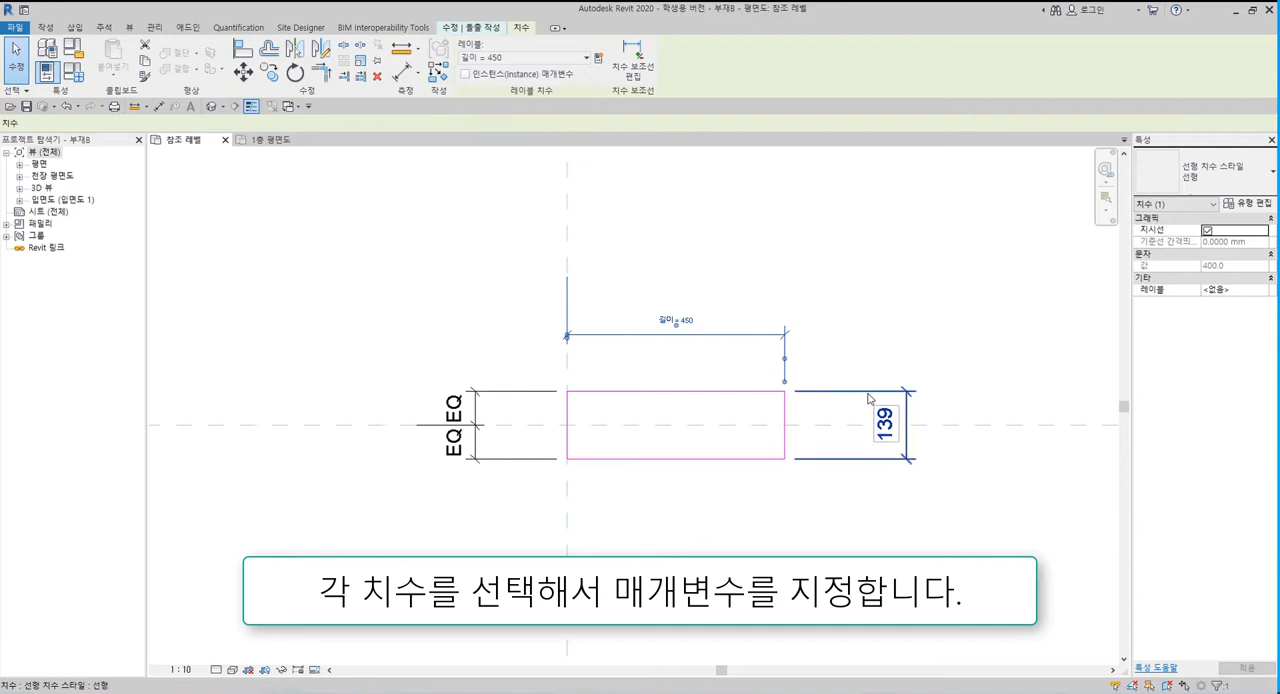 Autodesk Revit 2020 - 학생용 버전 - 부재B - 평면도: 참조 레벨
로그인
파일 작성 삽입 주석 뷰 관리 애드인 Quantification Site Designer BIM Interoperability Tools 수정 | 돌출 작성 치수
수정
붙여넣기
절단
결합
레이블:
길이 = 450
인스턴스(instance) 매개변수
치수 보조선
편집
선택 특성 클립보드 형상 수정 측정 작성 레이블 치수 치수 보조선
치수
프로젝트 탐색기 - 부재B
참조 레벨
1층 평면도
특성
뷰 (전체)
평면
천장 평면도
3D 뷰
입면도 (입면도 1)
시트 (전체)
패밀리
그룹
Revit 링크
선형 치수 스타일
선형
치수 (1)
유형 편집
그래픽
지시선
기준선 간격띄...
0.0000 mm
문자
값
400.0
기타
레이블
<없음>
길이 = 450
EQ
EQ
139
각 치수를 선택해서 매개변수를 지정합니다.
1 : 10
특성 도움말
적용
치수 : 선형 치수 스타일 : 선형
:1